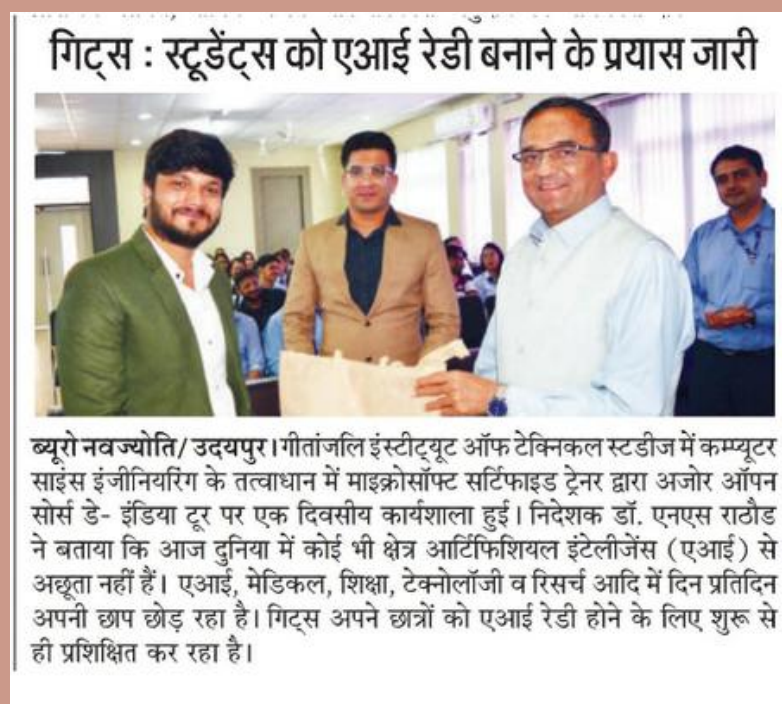 गिट्स : स्टूडेंट्स को एआई रेडी बनाने के प्रयास जारी
ब्यूरो नवज्योति/ उदयपुर। गीतांजलि इंस्टीट्यूट ऑफ टेक्निकल स्टडीज में कम्प्यूटर
साइंस इंजीनियरिंग के तत्वाधान में माइक्रोसॉफ्ट सर्टिफाइड ट्रेनर द्वारा अजोर ऑपन
सोर्स डे- इंडिया टूर पर एक दिवसीय कार्यशाला हुई। निदेशक डॉ. एनएस राठौड
ने बताया कि आज दुनिया में कोई भी क्षेत्र आर्टिफिशियल इंटेलीजेंस (एआई) से
अछूता नहीं हैं। एआई, मेडिकल, शिक्षा, टेक्नोलॉजी व रिसर्च आदि में दिन प्रतिदिन
अपनी छाप छोड़ रहा है। गिट्स अपने छात्रों को एआई रेडी होने के लिए शुरू से
ही प्रशिक्षित कर रहा है।